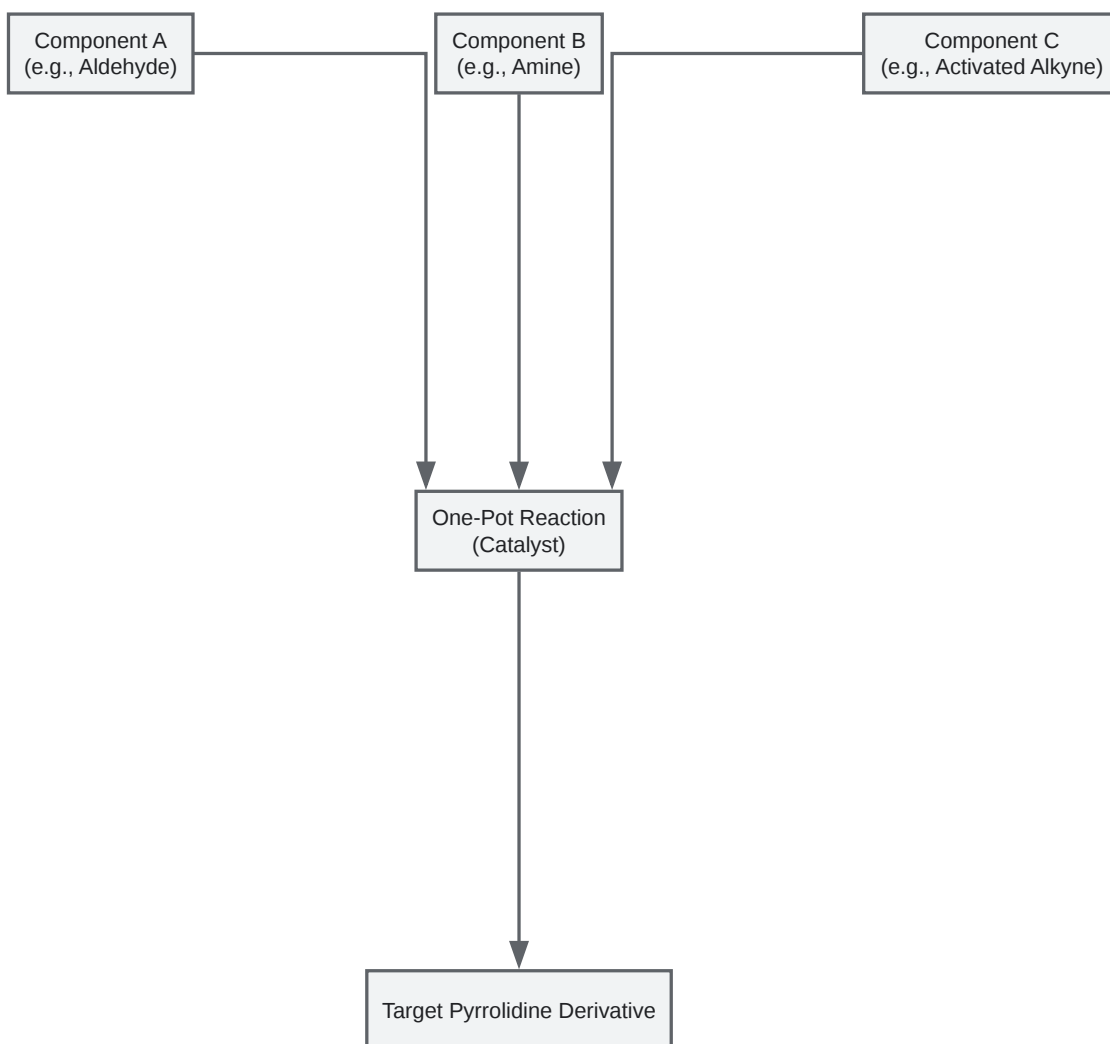 Component A
(e.g., Aldehyde)
Component B
(e.g., Amine)
Component C
(e.g., Activated Alkyne)
One-Pot Reaction
(Catalyst)
Target Pyrrolidine Derivative